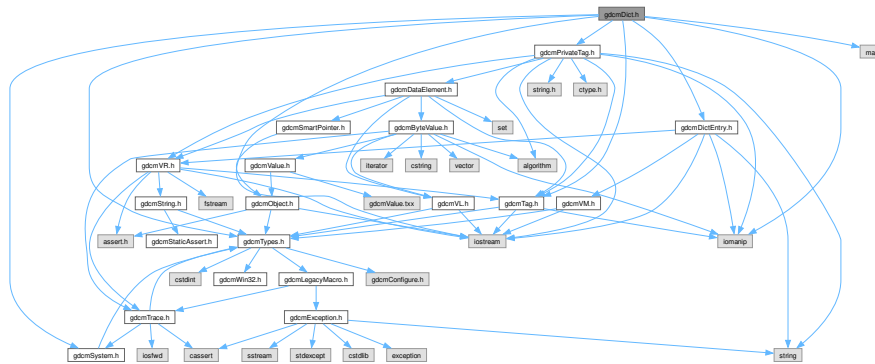 gdcmDict.h
gdcmPrivateTag.h
gdcmDataElement.h
string.h
ctype.h
gdcmSmartPointer.h
gdcmByteValue.h
set
gdcmDictEntry.h
gdcmVR.h
gdcmValue.h
iterator
cstring
vector
algorithm
gdcmString.h
fstream
gdcmObject.h
gdcmValue.txx
gdcmVL.h
gdcmTag.h
gdcmVM.h
assert.h
gdcmStaticAssert.h
gdcmTypes.h
iostream
iomanip
cstdint
gdcmWin32.h
gdcmLegacyMacro.h
gdcmConfigure.h
gdcmTrace.h
gdcmException.h
gdcmSystem.h
iosfwd
cassert
sstream
stdexcept
cstdlib
exception
string